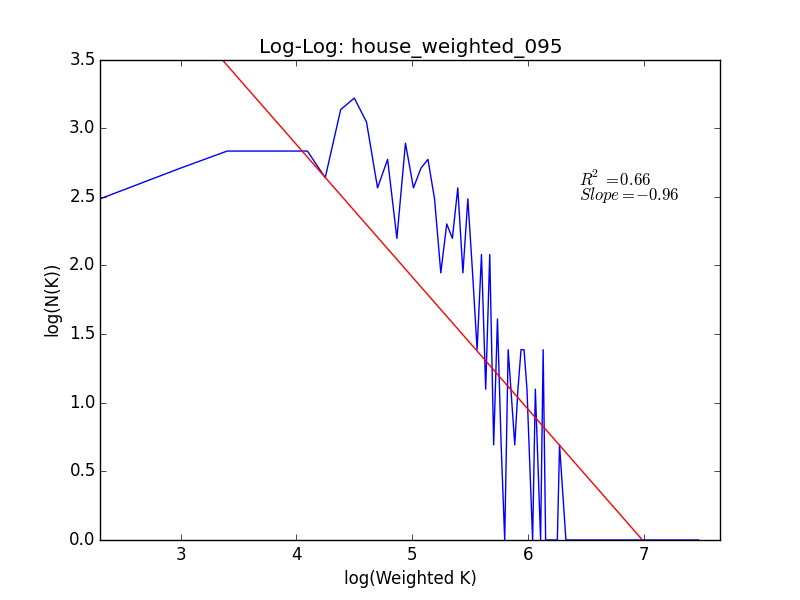 Log-Log: house_weighted_095
3.5
3.0
2.5
2.0
1.5
1.0
0.5
0.0
log(N(K))
R² =0.66
Slope=−0.96
3 4 5 6 7
log(Weighted K)